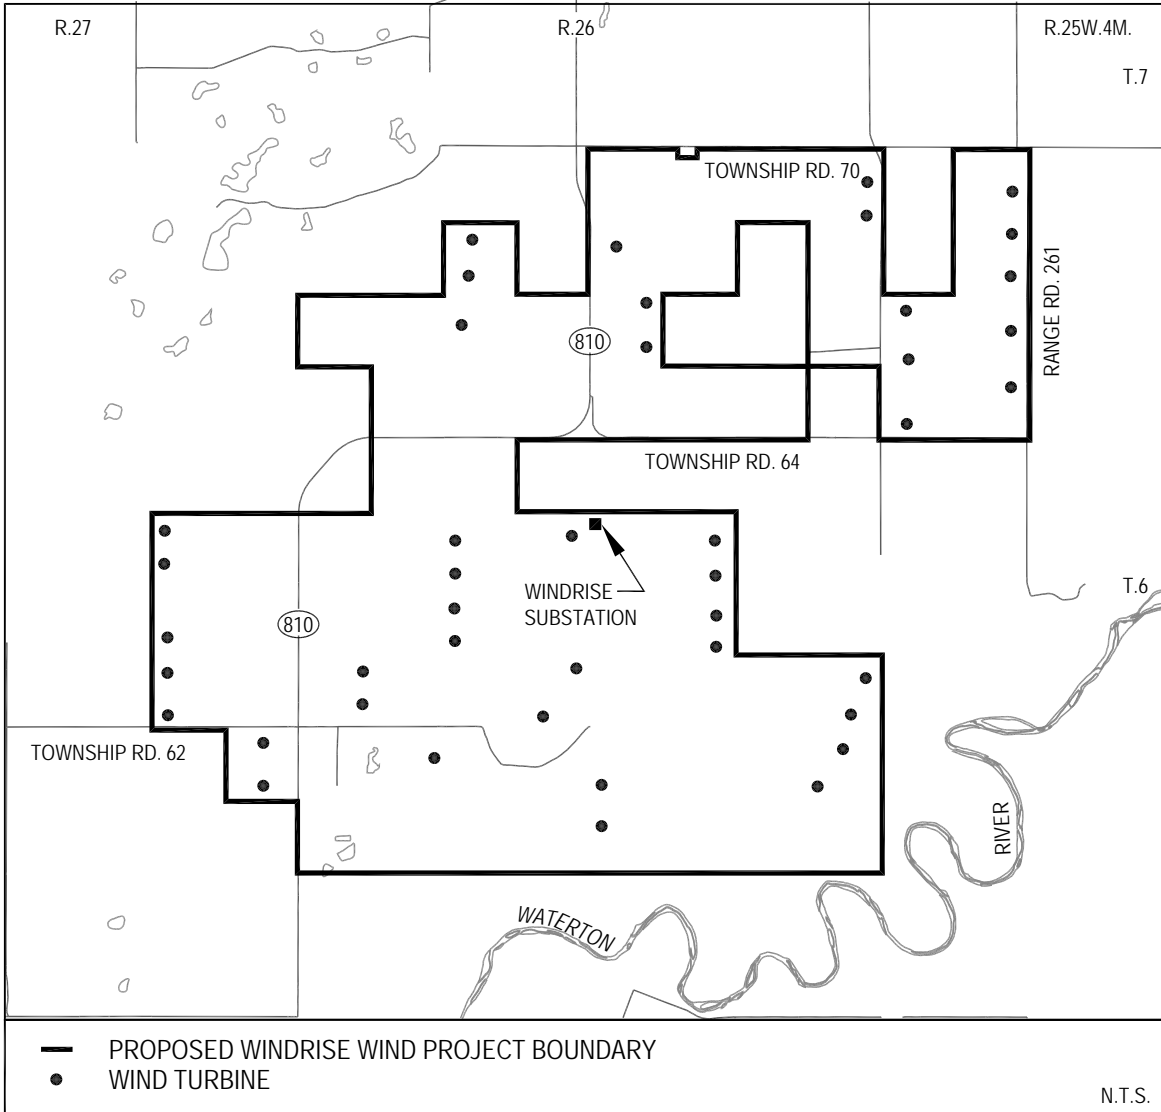 R.27
R.26
R.25W.4M.
T.7
TOWNSHIP RD. 70
RANGE RD. 261
810
TOWNSHIP RD. 64
WINDRISE
SUBSTATION
T.6
810
TOWNSHIP RD. 62
RIVER
WATERTON
PROPOSED WINDRISE WIND PROJECT BOUNDARY
WIND TURBINE
N.T.S.